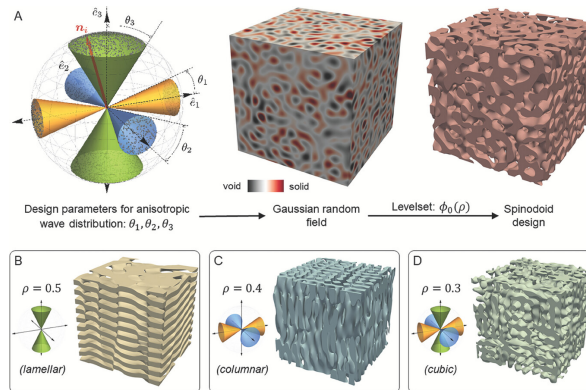 A
ê₃
θ₃
nᵢ
ê₂
θ₁
ê₁
θ₂
void solid
Design parameters for anisotropic
wave distribution: θ₁, θ₂, θ₃
Gaussian random
field
Levelset: ϕ₀(ρ)
Spinodoid
design
B
ρ = 0.5
(lamellar)
C
ρ = 0.4
(columnar)
D
ρ = 0.3
(cubic)